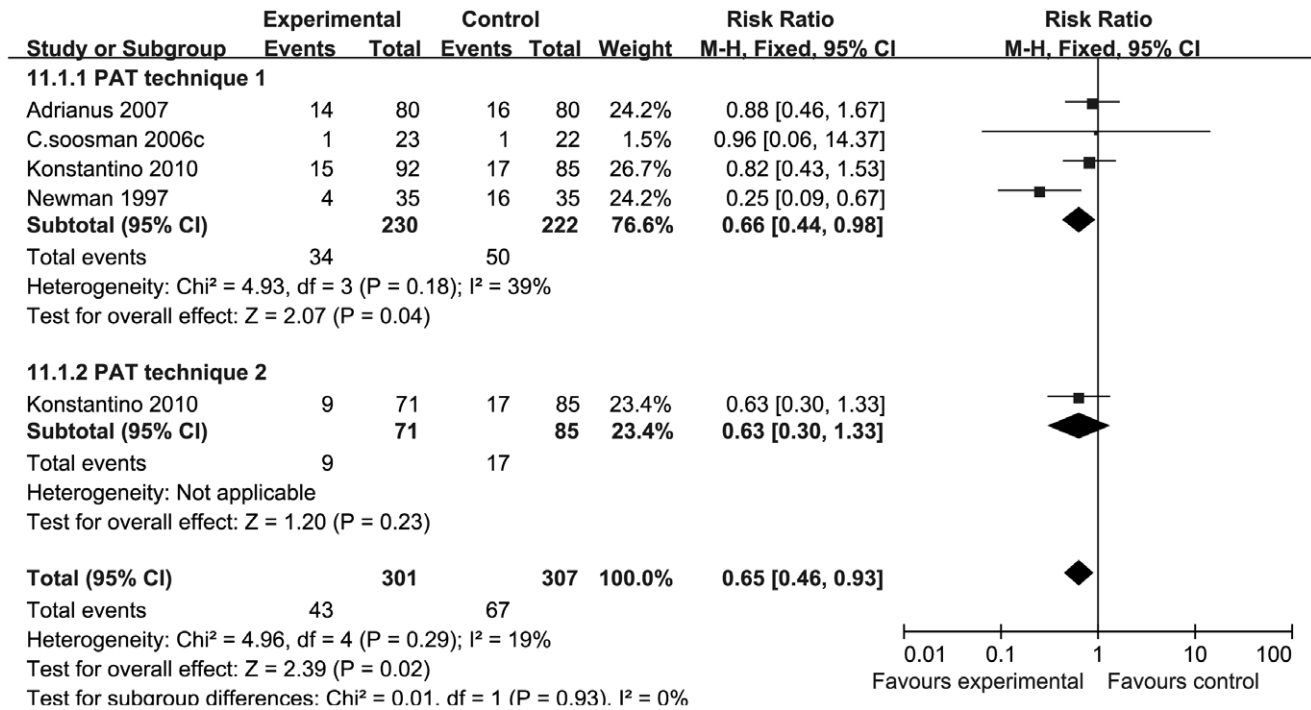 Experimental Control Risk Ratio Risk Ratio
Study or Subgroup Events Total Events Total Weight M-H, Fixed, 95% CI M-H, Fixed, 95% CI
11.1.1 PAT technique 1
Adrianus 2007 14 80 16 80 24.2% 0.88 [0.46, 1.67]
C.soosman 2006c 1 23 1 22 1.5% 0.96 [0.06, 14.37]
Konstantino 2010 15 92 17 85 26.7% 0.82 [0.43, 1.53]
Newman 1997 4 35 16 35 24.2% 0.25 [0.09, 0.67]
Subtotal (95% CI) 230 222 76.6% 0.66 [0.44, 0.98]
Total events 34 50
Heterogeneity: Chi² = 4.93, df = 3 (P = 0.18); I² = 39%
Test for overall effect: Z = 2.07 (P = 0.04)
11.1.2 PAT technique 2
Konstantino 2010 9 71 17 85 23.4% 0.63 [0.30, 1.33]
Subtotal (95% CI) 71 85 23.4% 0.63 [0.30, 1.33]
Total events 9 17
Heterogeneity: Not applicable
Test for overall effect: Z = 1.20 (P = 0.23)
Total (95% CI) 301 307 100.0% 0.65 [0.46, 0.93]
Total events 43 67
Heterogeneity: Chi² = 4.96, df = 4 (P = 0.29); I² = 19%
Test for overall effect: Z = 2.39 (P = 0.02)
Test for subgroup differences: Chi² = 0.01, df = 1 (P = 0.93), I² = 0%
0.01 0.1 1 10 100
Favours experimental Favours control